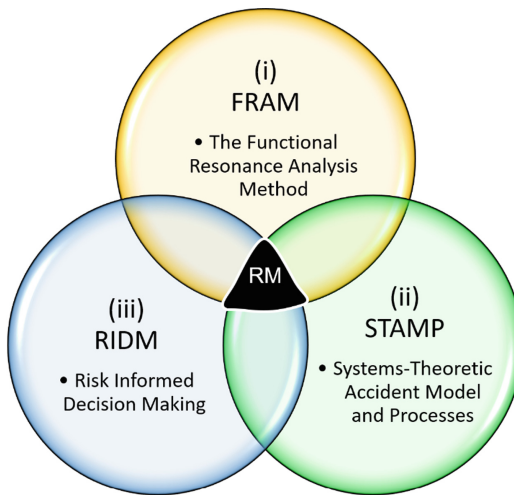 (i)
FRAM
• The Functional
Resonance Analysis
Method
RM
(iii)
RIDM
• Risk Informed
Decision Making
(ii)
STAMP
• Systems-Theoretic
Accident Model
and Processes